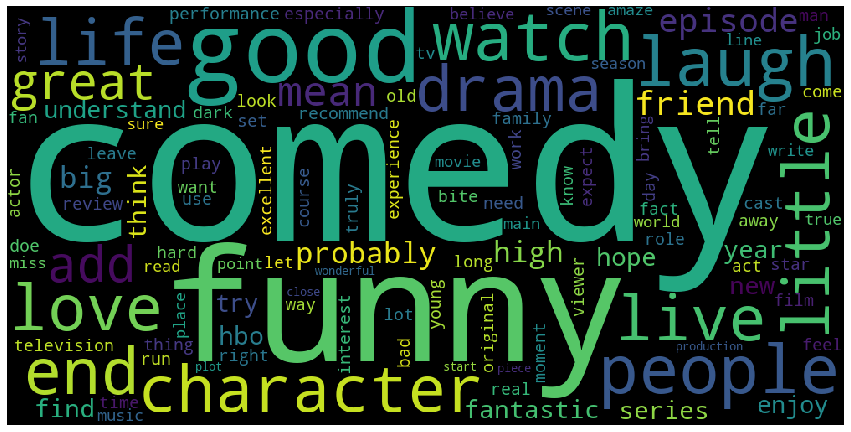 story
performance
especially
believe
scene
amaze
man
life
good
watch
tv
episode
job
line
season
great
mean
drama
laugh
come
fan
understand
dark
look
set
old
recommend
family
friend
far
sure
comedy
leave
big
play
want
use
review
actor
think
excellent
course
truly
experience
movie
bite
need
main
work
know
expect
bring
day
tell
fact
world
role
write
cast
away
true
little
doe
miss
add
hard
read
point
let
probably
wonderful
long
high
hope
year
act
star
new
film
feel
love
funny
place
try
hbo
right
way
close
interest
lot
bad
young
original
moment
viewer
live
television
thing
run
plot
start
piece
real
production
people
end
time
music
character
find
fantastic
series
enjoy